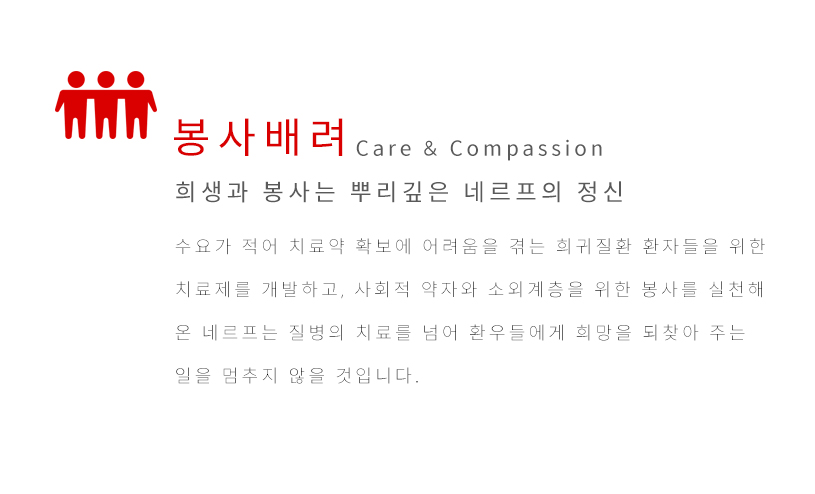 봉사배려 Care & Compassion
희생과 봉사는 뿌리깊은 네르프의 정신
수요가 적어 치료약 확보에 어려움을 겪는 희귀질환 환자들을 위한
치료제를 개발하고, 사회적 약자와 소외계층을 위한 봉사를 실천해
온 네르프는 질병의 치료를 넘어 환우들에게 희망을 되찾아 주는
일을 멈추지 않을 것입니다.